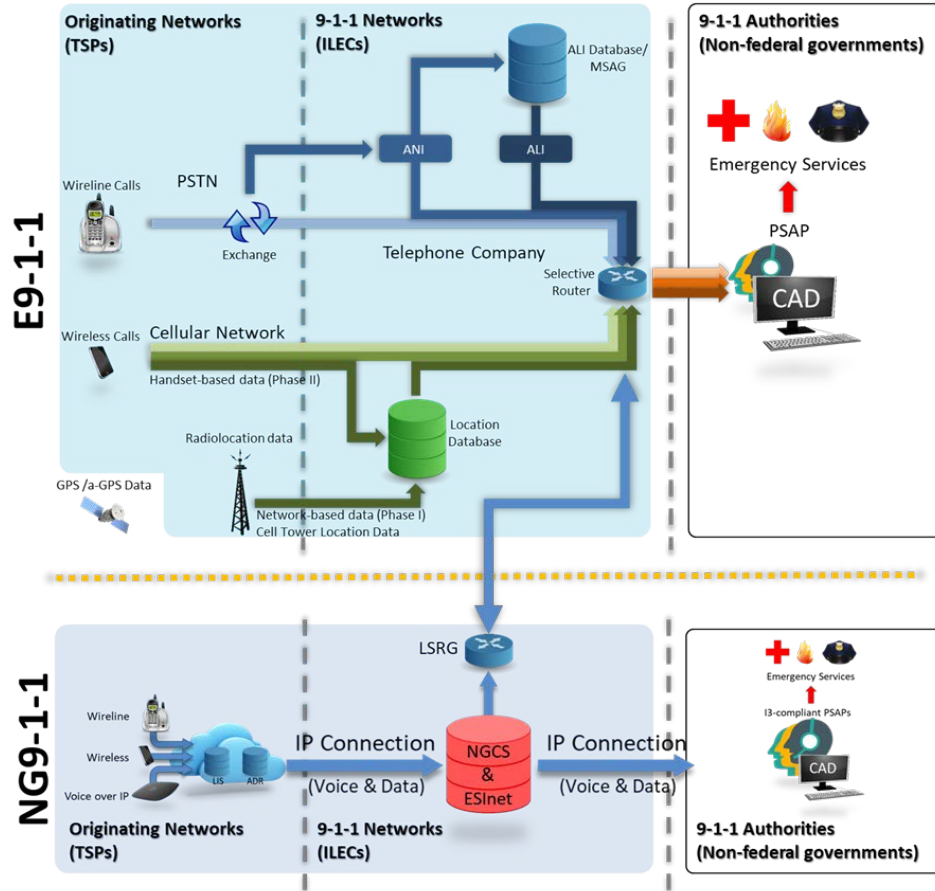 E9-1-1
Originating Networks
(TSPs)
9-1-1 Networks
(ILECs)
9-1-1 Authorities
(Non-federal governments)
ALI Database/
MSAG
ANI
ALI
Wireline Calls
PSTN
Exchange
Telephone Company
Selective
Router
Emergency Services
PSAP
CAD
Wireless Calls
Cellular Network
Handset-based data (Phase II)
Location
Database
Radiolocation data
GPS /a-GPS Data
Network-based data (Phase I)
Cell Tower Location Data
NG9-1-1
LSRG
Wireline
Wireless
Voice over IP
LIS
ADR
IP Connection
(Voice & Data)
NGCS
&
ESInet
IP Connection
(Voice & Data)
Emergency Services
I3-compliant PSAPs
CAD
Originating Networks
(TSPs)
9-1-1 Networks
(ILECs)
9-1-1 Authorities
(Non-federal governments)